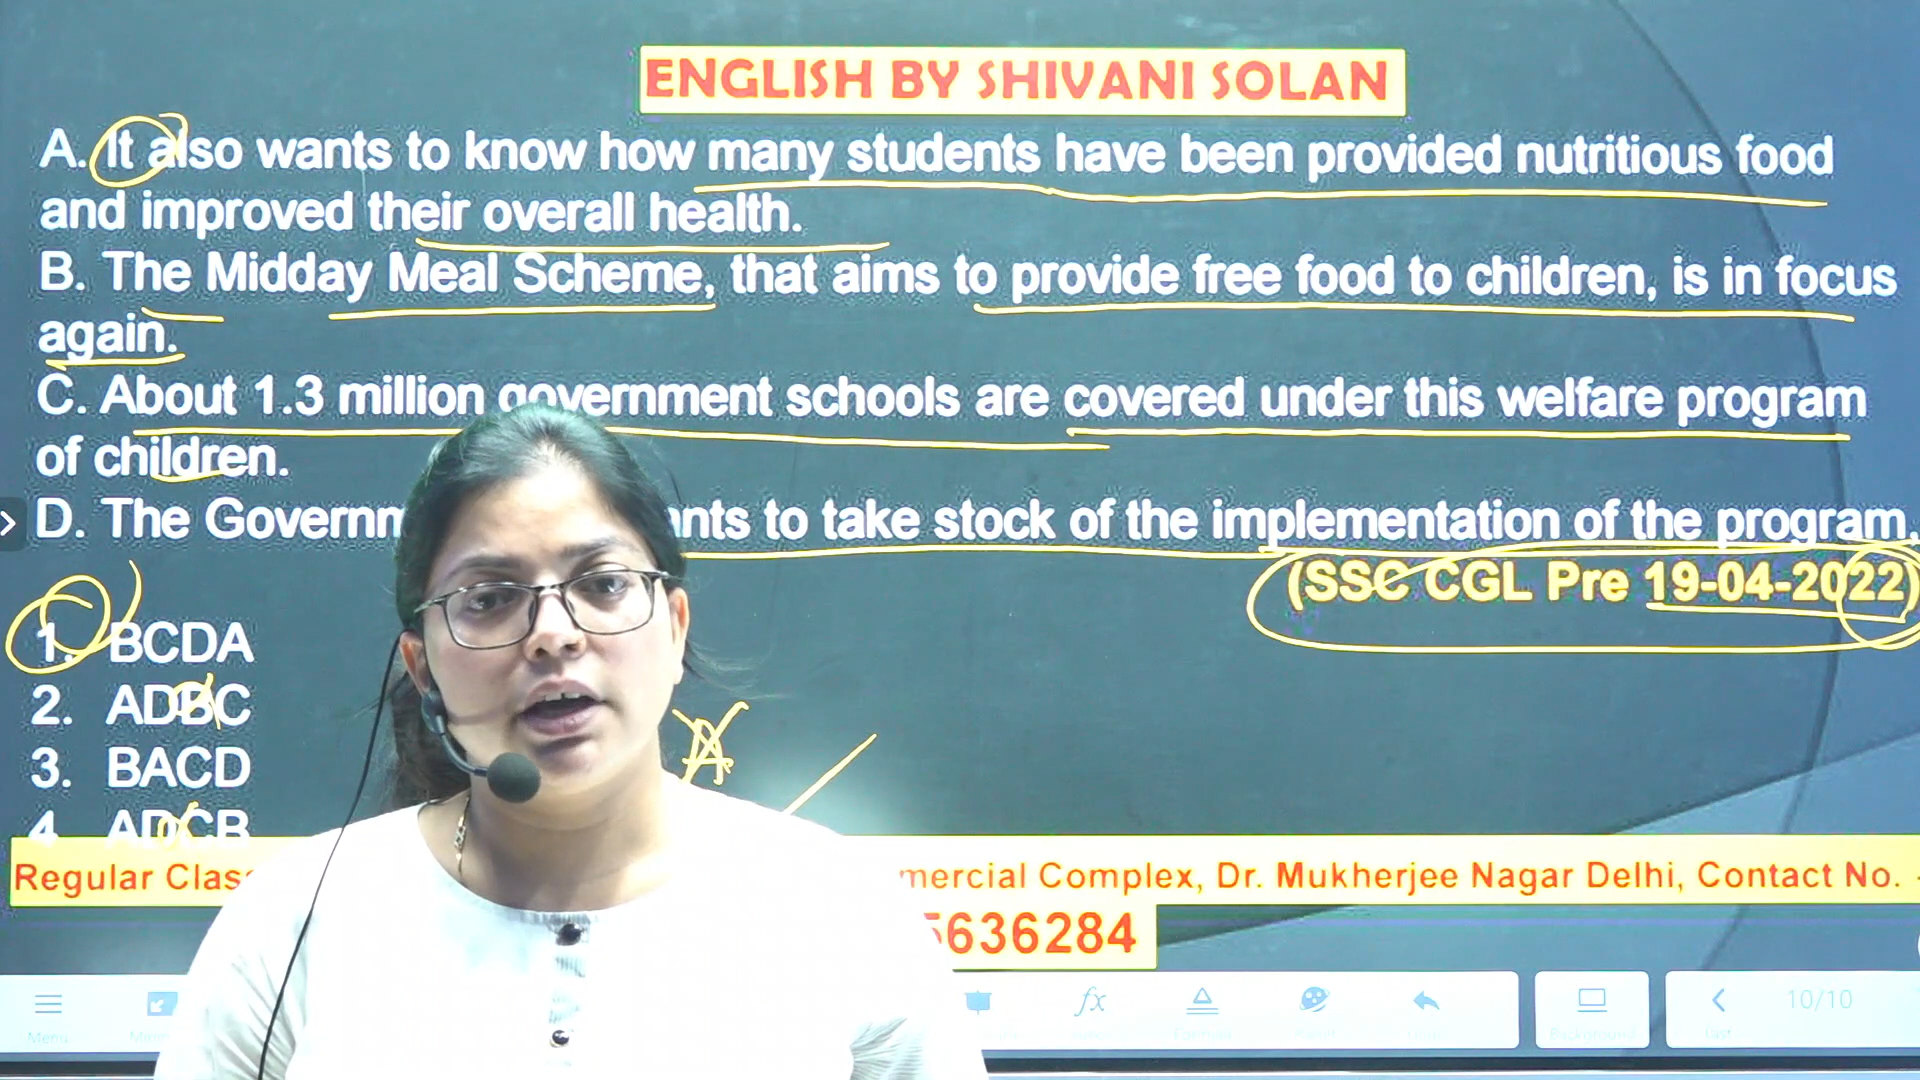 ENGLISH BY SHIVANI SOLAN
A. It also wants to know how many students have been provided nutritious food
and improved their overall health.
B. The Midday Meal Scheme, that aims to provide free food to children, is in focus
again.
C. About 1.3 million government schools are covered under this welfare program
of children.
D. The to take stock of the implementation of the program,
(SSC CGL Pre 19-04-2022)
1. BCDA
2. ADBC
3. BACD
4 ADCB
Regular Complex, Dr. Mukherjee Nagar Delhi, Contact No. -
636284
Menu fx Background Last 10/10